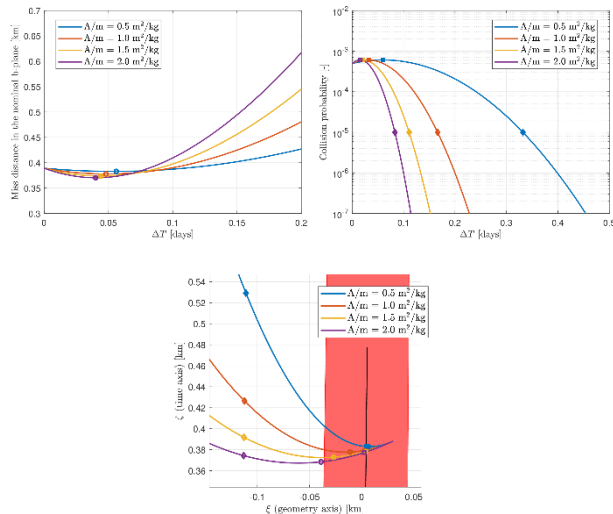 Miss distance in the nominal b-plane [km]
0.7
0.65
0.6
0.55
0.5
0.45
0.4
0.35
0.3
A/m = 0.5 m²/kg
A/m = 1.0 m²/kg
A/m = 1.5 m²/kg
A/m = 2.0 m²/kg
0 0.05 0.1 0.15 0.2
ΔT [days]
Collision probability [-]
10⁻²
10⁻³
10⁻⁴
10⁻⁵
10⁻⁶
10⁻⁷
A/m = 0.5 m²/kg
A/m = 1.0 m²/kg
A/m = 1.5 m²/kg
A/m = 2.0 m²/kg
0 0.1 0.2 0.3 0.4 0.5
ΔT [days]
ζ (time axis) [km]
0.54
0.52
0.5
0.48
0.46
0.44
0.42
0.4
0.38
0.36
A/m = 0.5 m²/kg
A/m = 1.0 m²/kg
A/m = 1.5 m²/kg
A/m = 2.0 m²/kg
-0.1 -0.05 0 0.05
ξ (geometry axis) [km